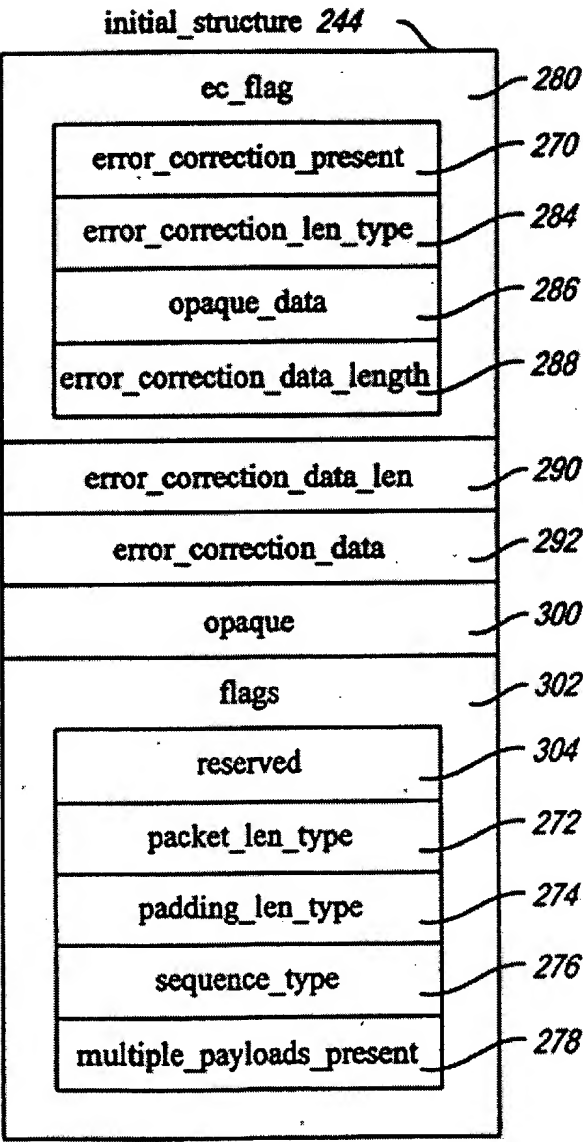 initial_structure 244
ec_flag 280
error_correction_present 270
error_correction_len_type 284
opaque_data 286
error_correction_data_length 288
error_correction_data_len 290
error_correction_data 292
opaque 300
flags 302
reserved 304
packet_len_type 272
padding_len_type 274
sequence_type 276
multiple_payloads_present 278